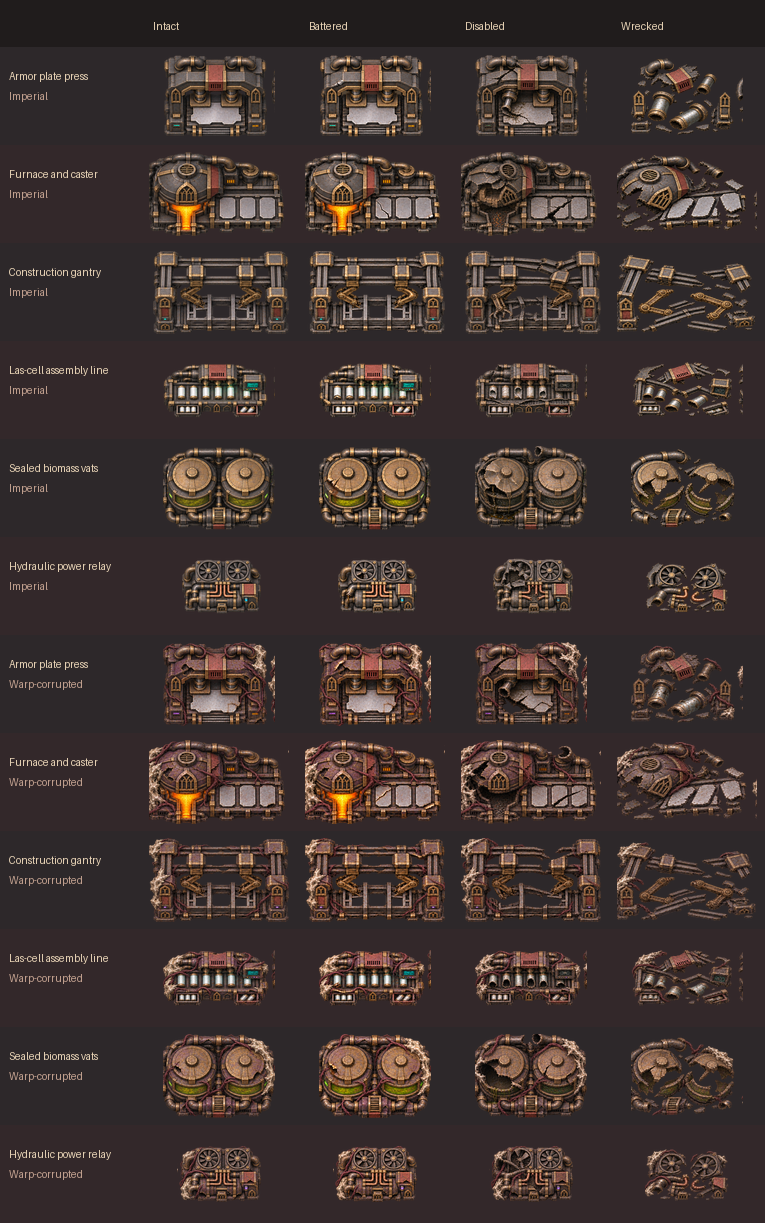 Intact Battered Disabled Wrecked
Armor plate press
Imperial
Furnace and caster
Imperial
Construction gantry
Imperial
Las-cell assembly line
Imperial
Sealed biomass vats
Imperial
Hydraulic power relay
Imperial
Armor plate press
Warp-corrupted
Furnace and caster
Warp-corrupted
Construction gantry
Warp-corrupted
Las-cell assembly line
Warp-corrupted
Sealed biomass vats
Warp-corrupted
Hydraulic power relay
Warp-corrupted